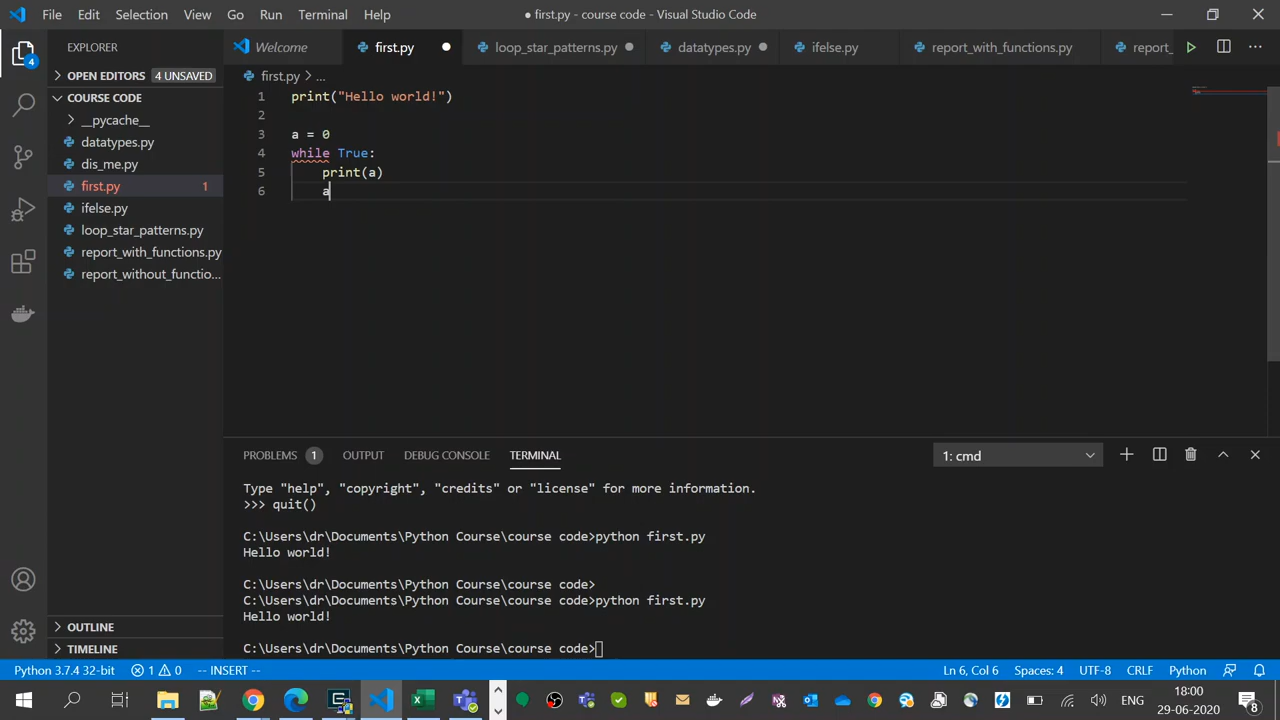 File Edit Selection View Go Run Terminal Help
● first.py - course code - Visual Studio Code
EXPLORER
Welcome
first.py
loop_star_patterns.py
datatypes.py
ifelse.py
report_with_functions.py
report_
4
OPEN EDITORS 4 UNSAVED
COURSE CODE
__pycache__
datatypes.py
dis_me.py
first.py 1
ifelse.py
loop_star_patterns.py
report_with_functions.py
report_without_functio...
OUTLINE
TIMELINE
first.py > ...
1 print("Hello world!")
2
3 a = 0
4 while True:
5 print(a)
6 a
PROBLEMS 1 OUTPUT DEBUG CONSOLE TERMINAL
1: cmd
Type "help", "copyright", "credits" or "license" for more information.
>>> quit()
C:\Users\dr\Documents\Python Course\course code>python first.py
Hello world!
C:\Users\dr\Documents\Python Course\course code>
C:\Users\dr\Documents\Python Course\course code>python first.py
Hello world!
C:\Users\dr\Documents\Python Course\course code>
Python 3.7.4 32-bit 1 0 -- INSERT -- Ln 6, Col 6 Spaces: 4 UTF-8 CRLF Python
ENG
18:00
29-06-2020
8